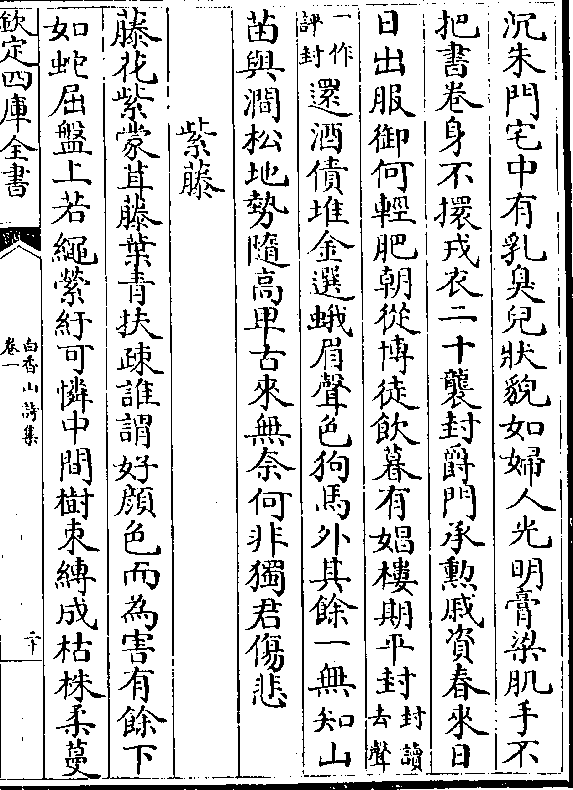 沉朱門宅中有乳臭兒狀貌如婦人光明膏粱肌手不
把書卷身不擐戎衣二十襲封爵門承勲戚資春來日
日出服御何輕肥朝從博徒飲暮有娼樓期平封封讀去聲
一作評封還酒債堆金選蛾眉聲色狗馬外其餘一無知山
苗與澗松地勢隨高卑古來無奈何非獨君傷悲
紫藤
藤花紫蒙茸藤葉青扶疎誰謂好顔色而為害有餘下
如蛇屈盤上若繩縈紆可憐中間樹束縛成枯株柔蔓
欽定四庫全書
白香山詩集
卷一
二十